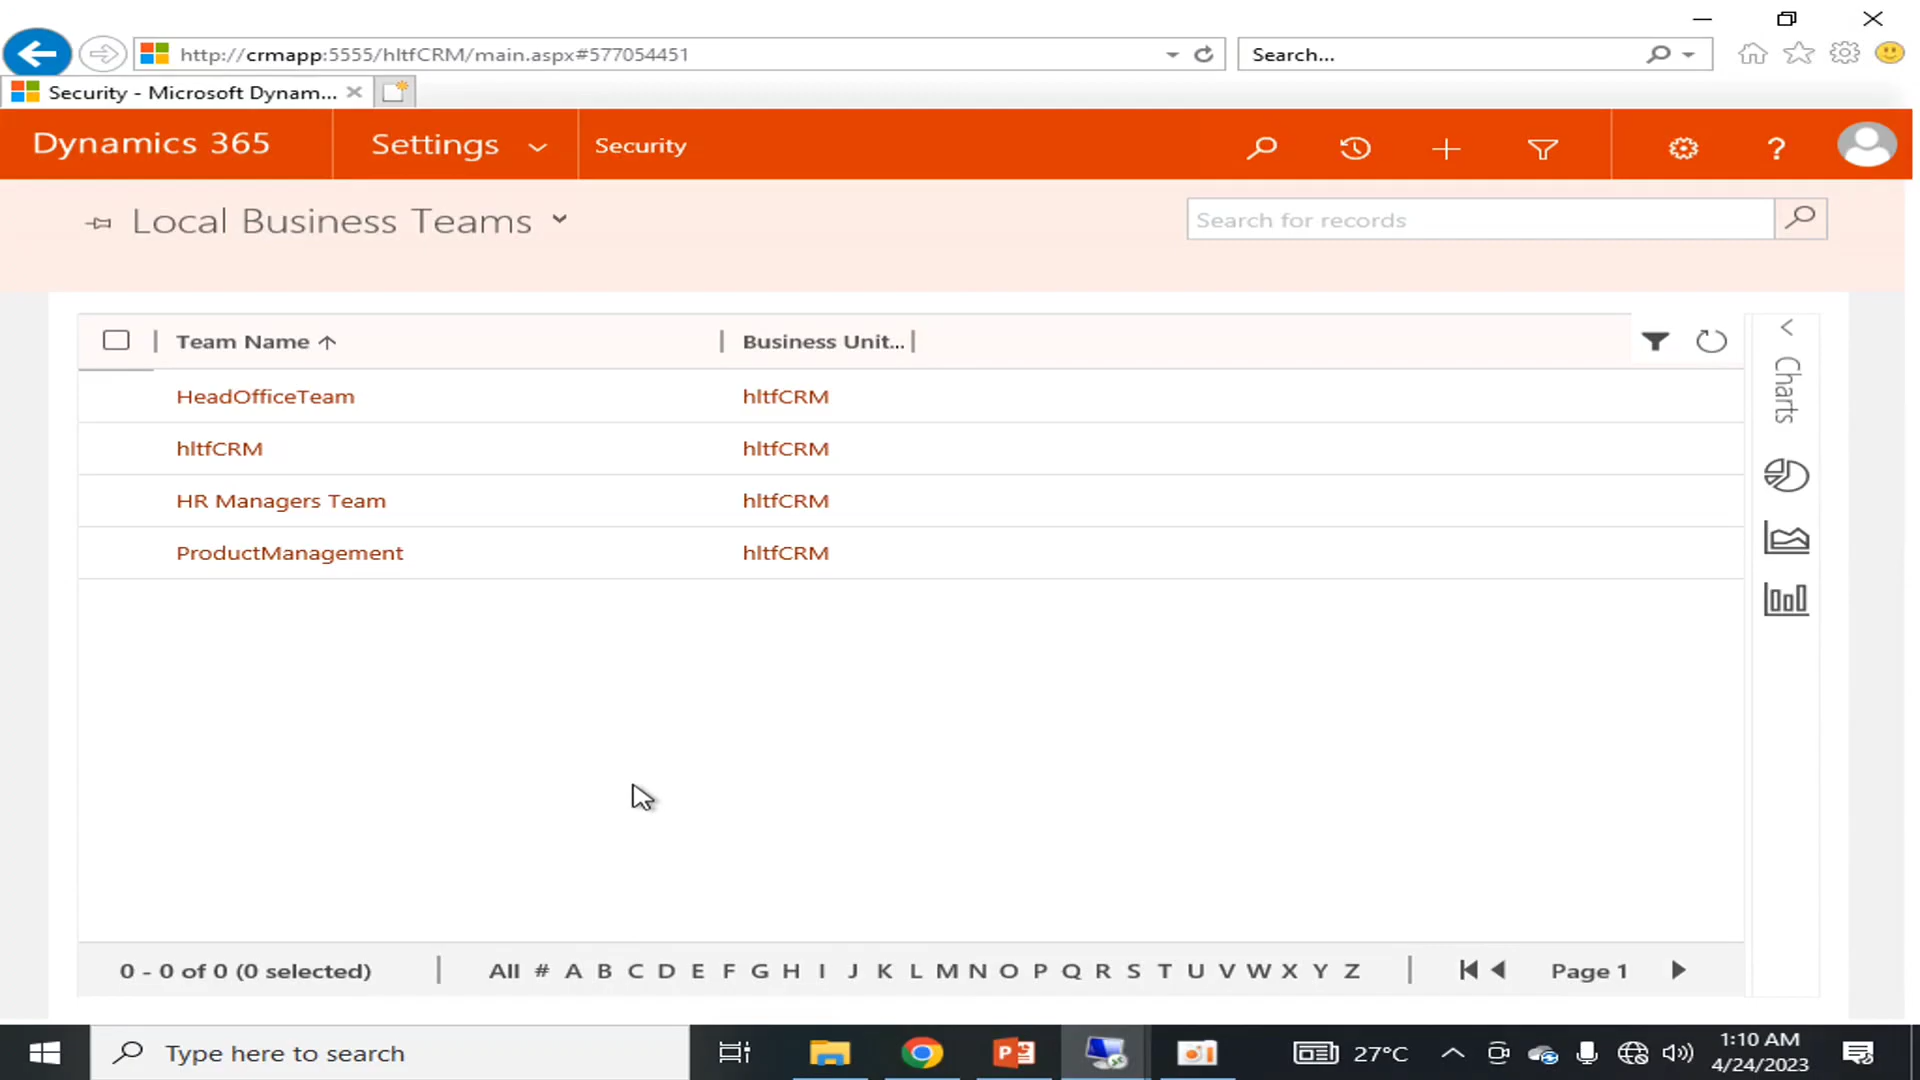 http://crmapp:5555/hltfCRM/main.aspx#577054451
Search...
Security - Microsoft Dynam...
Dynamics 365
Settings
Security
?
Local Business Teams
Search for records
Team Name
Business Unit...
HeadOfficeTeam
hltfCRM
hltfCRM
hltfCRM
HR Managers Team
hltfCRM
ProductManagement
hltfCRM
Charts
0 - 0 of 0 (0 selected)
All # A B C D E F G H I J K L M N O P Q R S T U V W X Y Z
Page 1
Type here to search
27°C
1:10 AM
4/24/2023